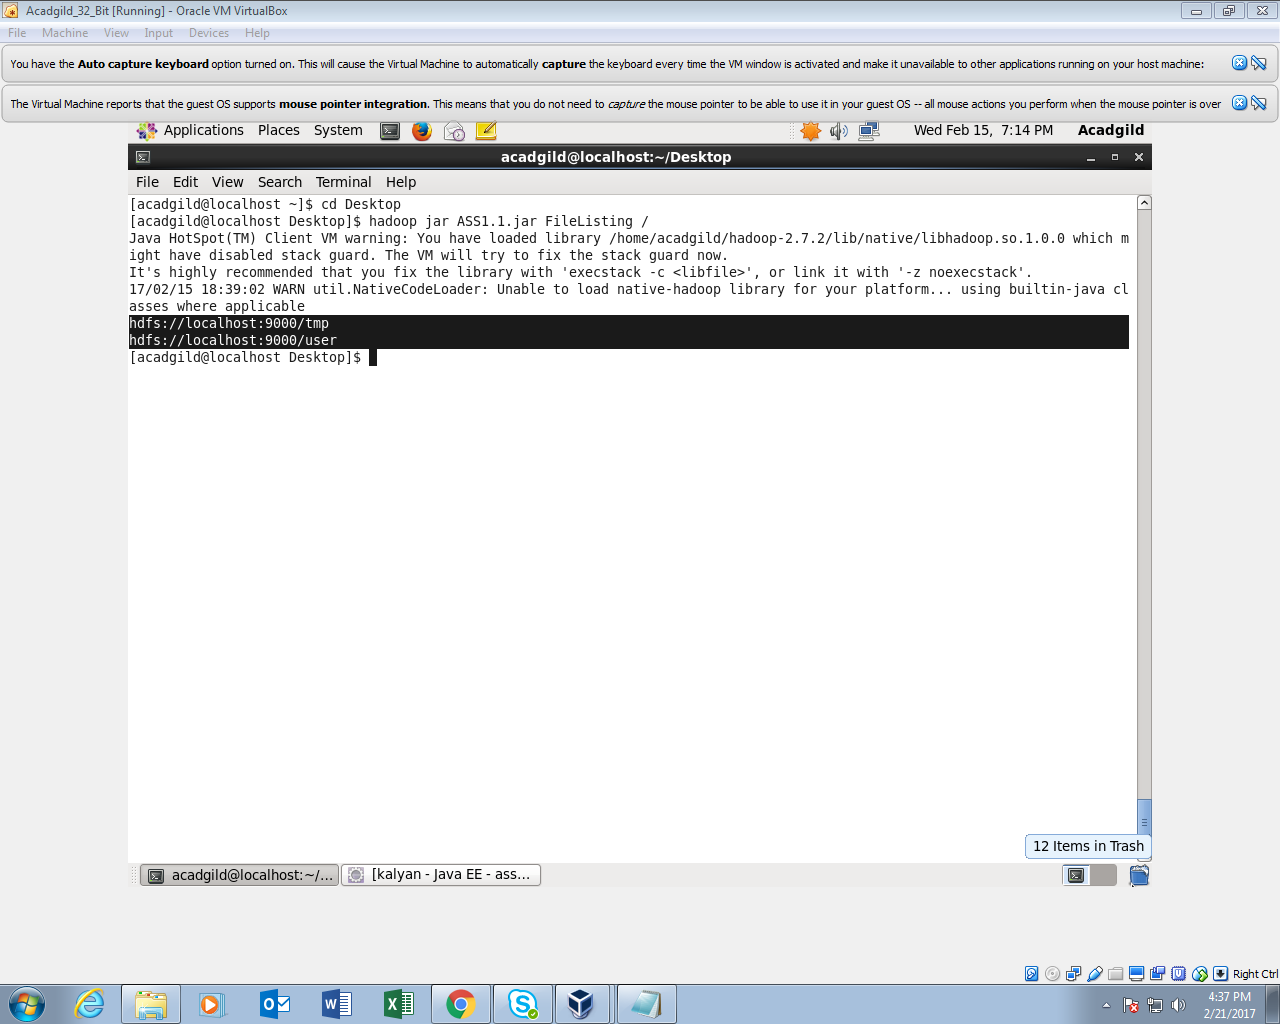 Acadgild_32_Bit [Running] - Oracle VM VirtualBox
File Machine View Input Devices Help
You have the Auto capture keyboard option turned on. This will cause the Virtual Machine to automatically capture the keyboard every time the VM window is activated and make it unavailable to other applications running on your host machine:
The Virtual Machine reports that the guest OS supports mouse pointer integration. This means that you do not need to capture the mouse pointer to be able to use it in your guest OS -- all mouse actions you perform when the mouse pointer is over
Applications Places System Wed Feb 15, 7:14 PM Acadgild
acadgild@localhost:~/Desktop
File Edit View Search Terminal Help
[acadgild@localhost ~]$ cd Desktop
[acadgild@localhost Desktop]$ hadoop jar ASS1.1.jar FileListing /
Java HotSpot(TM) Client VM warning: You have loaded library /home/acadgild/hadoop-2.7.2/lib/native/libhadoop.so.1.0.0 which m
ight have disabled stack guard. The VM will try to fix the stack guard now.
It's highly recommended that you fix the library with 'execstack -c <libfile>', or link it with '-z noexecstack'.
17/02/15 18:39:02 WARN util.NativeCodeLoader: Unable to load native-hadoop library for your platform... using builtin-java cl
asses where applicable
hdfs://localhost:9000/tmp
hdfs://localhost:9000/user
[acadgild@localhost Desktop]$
12 Items in Trash
acadgild@localhost:~/... [kalyan - Java EE - ass...
Right Ctrl
4:37 PM
2/21/2017